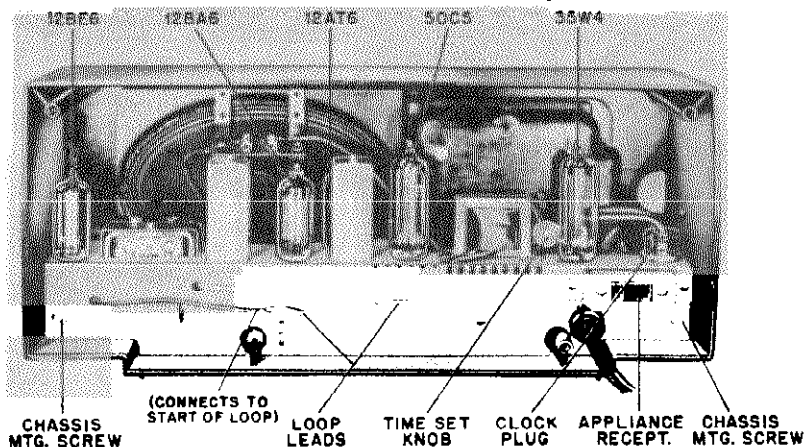 12BE6 12BA6 12AT6 50C5 35W4
(CONNECTS TO
START OF LOOP)
CHASSIS
MTG. SCREW
LOOP
LEADS
TIME SET
KNOB
CLOCK
PLUG
APPLIANCE
RECEPT.
CHASSIS
MTG. SCREW